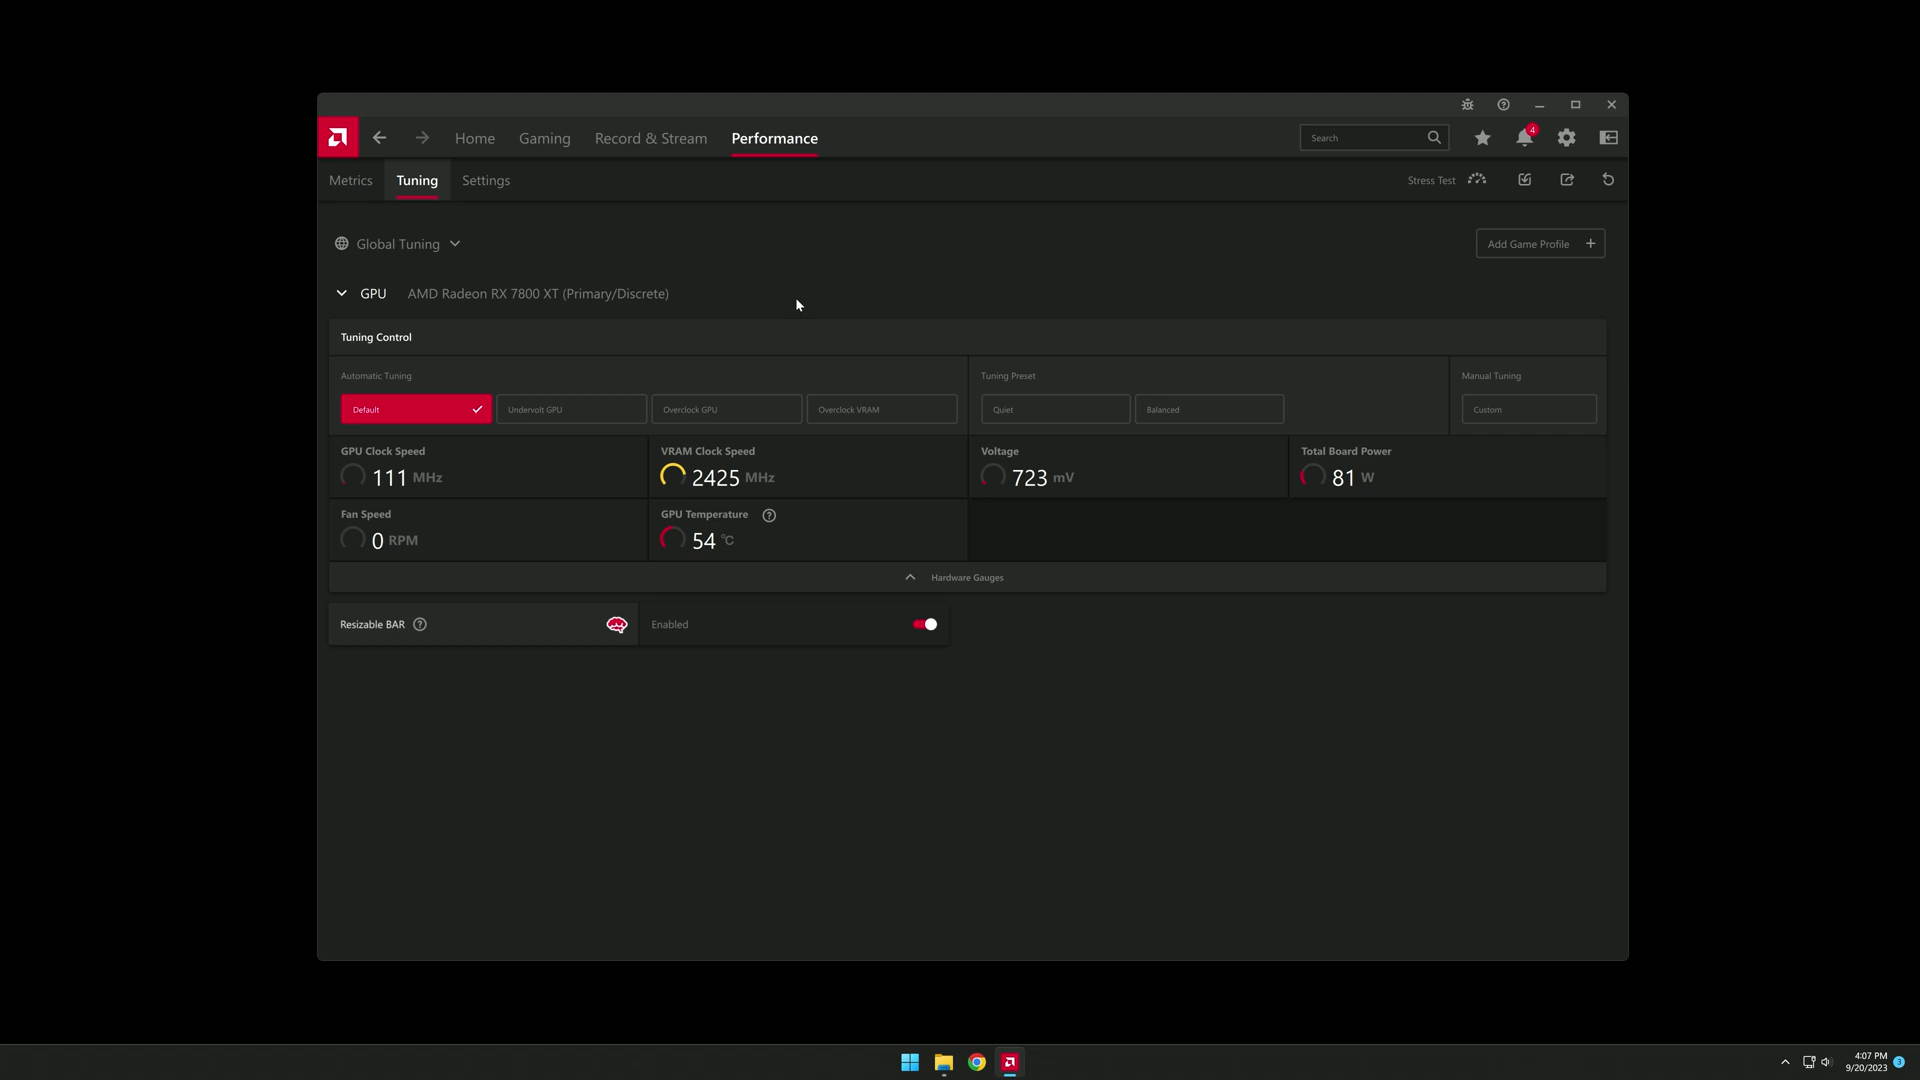 Home Gaming Record & Stream Performance Search 4
Metrics Tuning Settings Stress Test
Global Tuning Add Game Profile
GPU AMD Radeon RX 7800 XT (Primary/Discrete)
Tuning Control
Automatic Tuning Tuning Preset Manual Tuning
Default Undervolt GPU Overclock GPU Overclock VRAM Quiet Balanced Custom
GPU Clock Speed VRAM Clock Speed Voltage Total Board Power
111 MHz 2425 MHz 723 mV 81 W
Fan Speed GPU Temperature
0 RPM 54 °C
Hardware Gauges
Resizable BAR Enabled
4:07 PM
9/20/2023 3